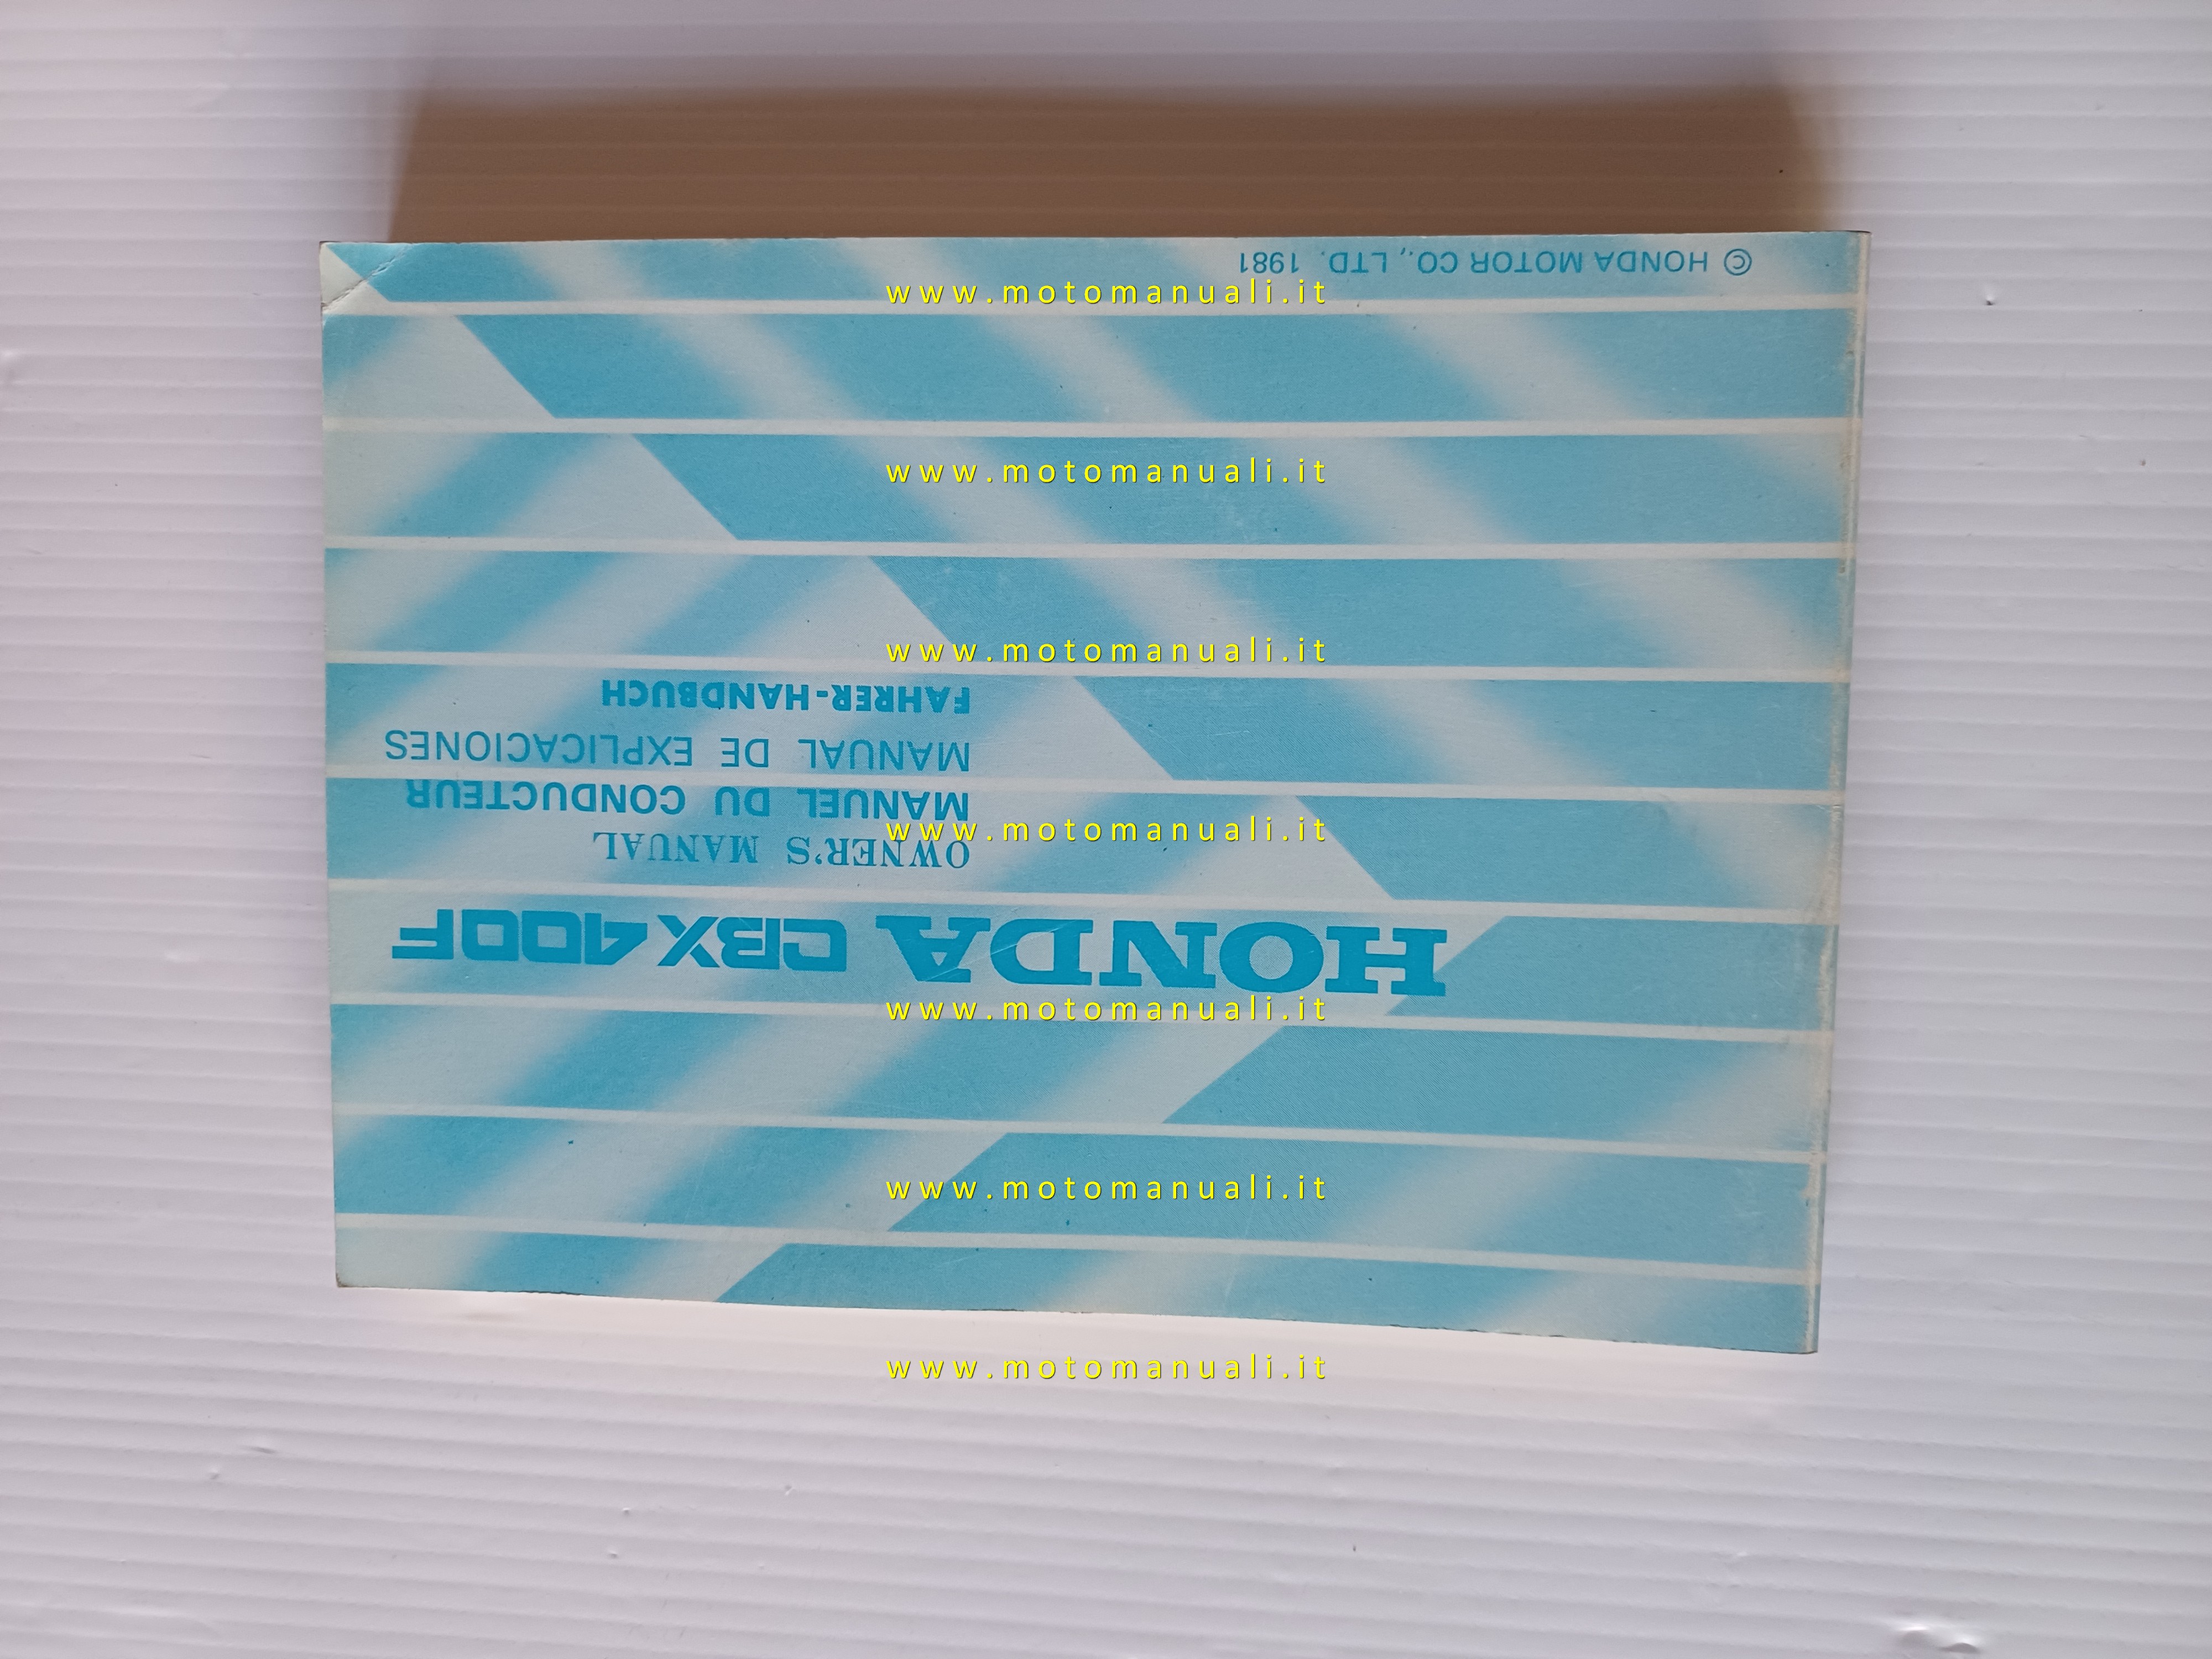 HONDA CBX400F
OWNER'S MANUAL
MANUEL DU CONDUCTEUR
MANUAL DE EXPLICACIONES
FAHRER-HANDBUCH
© HONDA MOTOR CO., LTD. 1981
www.motomanuali.it
www.motomanuali.it
www.motomanuali.it
www.motomanuali.it
www.motomanuali.it
www.motomanuali.it
www.motomanuali.it